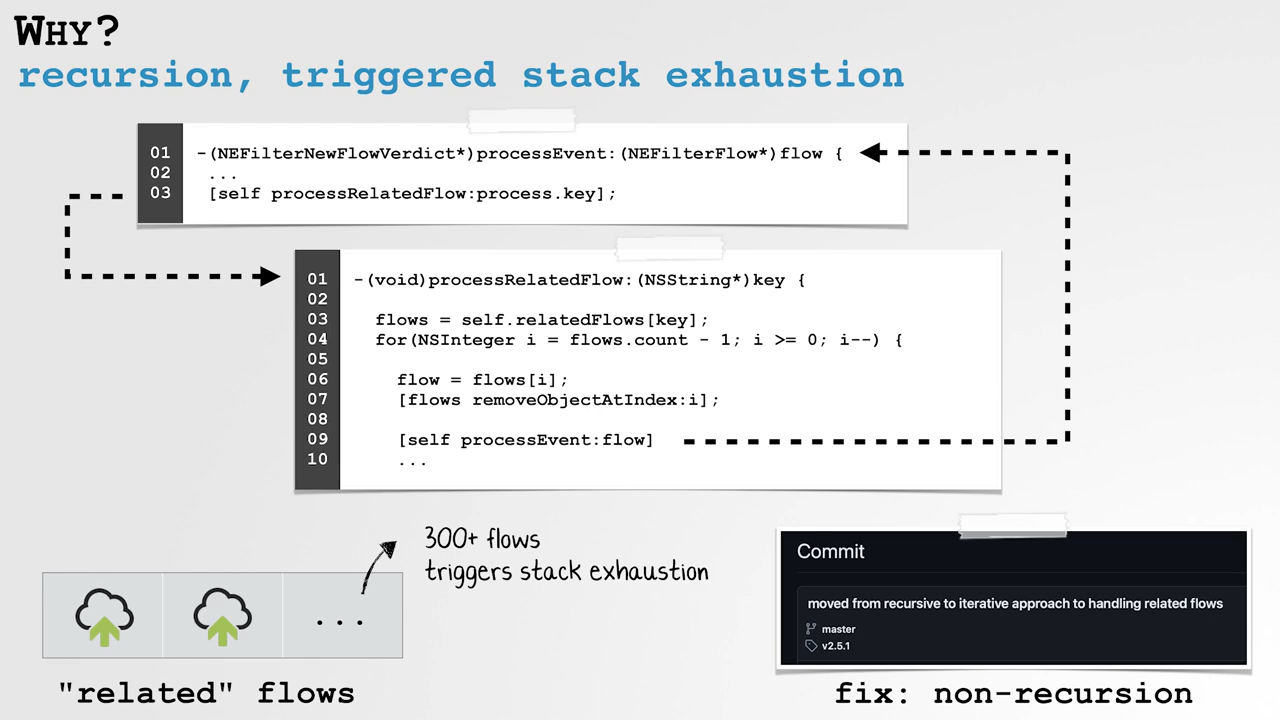 WHY?
recursion, triggered stack exhaustion
01 -(NEFilterNewFlowVerdict*)processEvent:(NEFilterFlow*)flow {
02 ...
03 [self processRelatedFlow:process.key];
01 -(void)processRelatedFlow:(NSString*)key {
02
03 flows = self.relatedFlows[key];
04 for(NSInteger i = flows.count - 1; i >= 0; i--) {
05
06 flow = flows[i];
07 [flows removeObjectAtIndex:i];
08
09 [self processEvent:flow]
10 ...
300+ flows
triggers stack exhaustion
...
"related" flows
Commit
moved from recursive to iterative approach to handling related flows
master
v2.5.1
fix: non-recursion